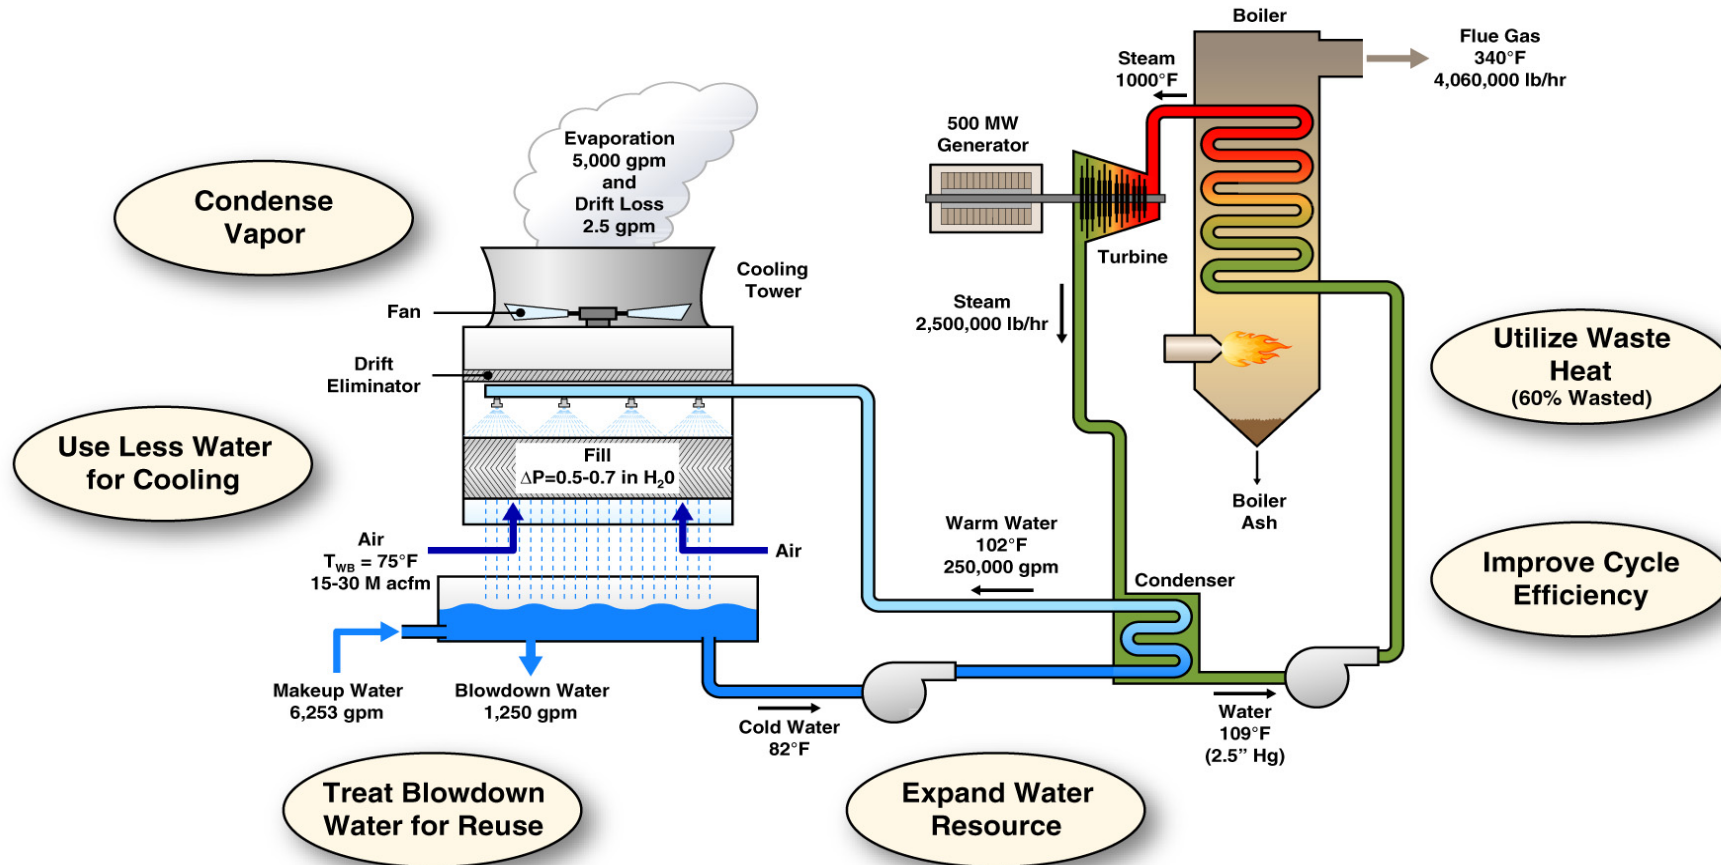 Boiler
Flue Gas
340°F
4,060,000 lb/hr
Steam
1000°F
500 MW
Generator
Turbine
Evaporation
5,000 gpm
and
Drift Loss
2.5 gpm
Condense
Vapor
Cooling
Tower
Fan
Steam
2,500,000 lb/hr
Drift
Eliminator
Utilize Waste
Heat
(60% Wasted)
Use Less Water
for Cooling
Fill
ΔP=0.5-0.7 in H₂0
Boiler
Ash
Air
T_WB = 75°F
15-30 M acfm
Air
Warm Water
102°F
250,000 gpm
Condenser
Improve Cycle
Efficiency
Makeup Water
6,253 gpm
Blowdown Water
1,250 gpm
Cold Water
82°F
Water
109°F
(2.5” Hg)
Treat Blowdown
Water for Reuse
Expand Water
Resource